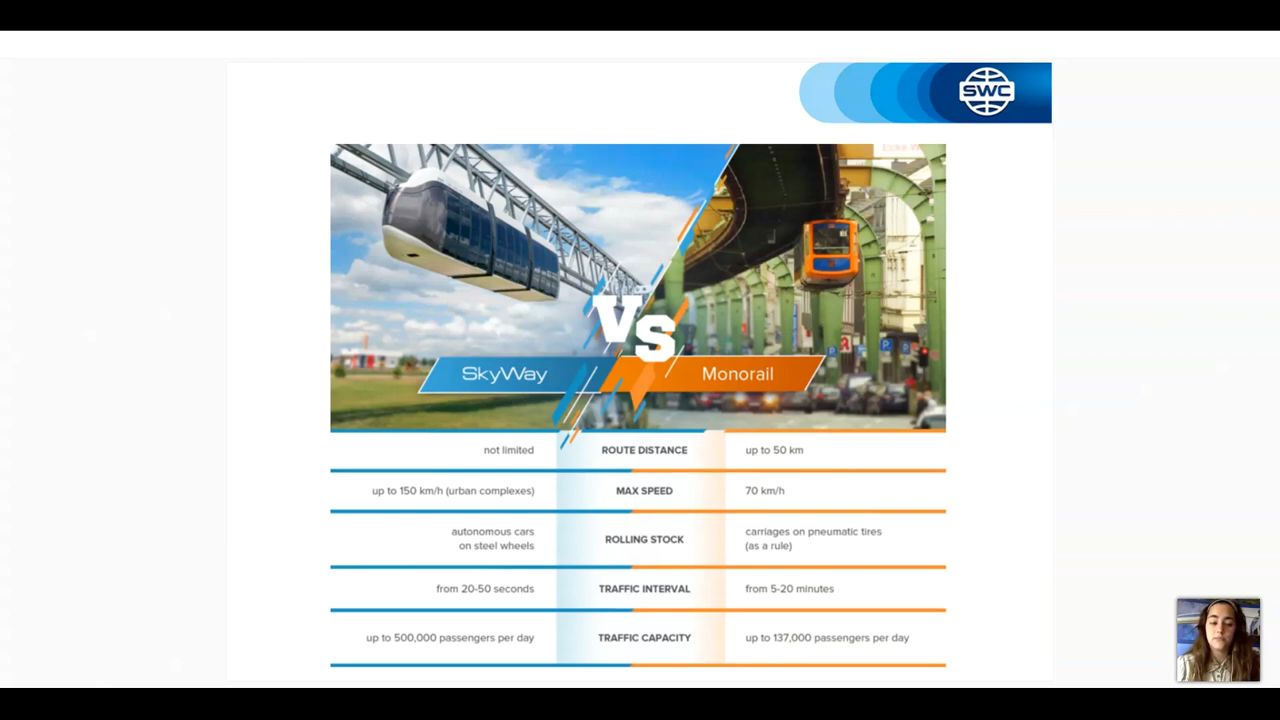 SWC
VS
SkyWay
Monorail
not limited
ROUTE DISTANCE
up to 50 km
up to 150 km/h (urban complexes)
MAX SPEED
70 km/h
autonomous cars
on steel wheels
ROLLING STOCK
carriages on pneumatic tires
(as a rule)
from 20-50 seconds
TRAFFIC INTERVAL
from 5-20 minutes
up to 500,000 passengers per day
TRAFFIC CAPACITY
up to 137,000 passengers per day